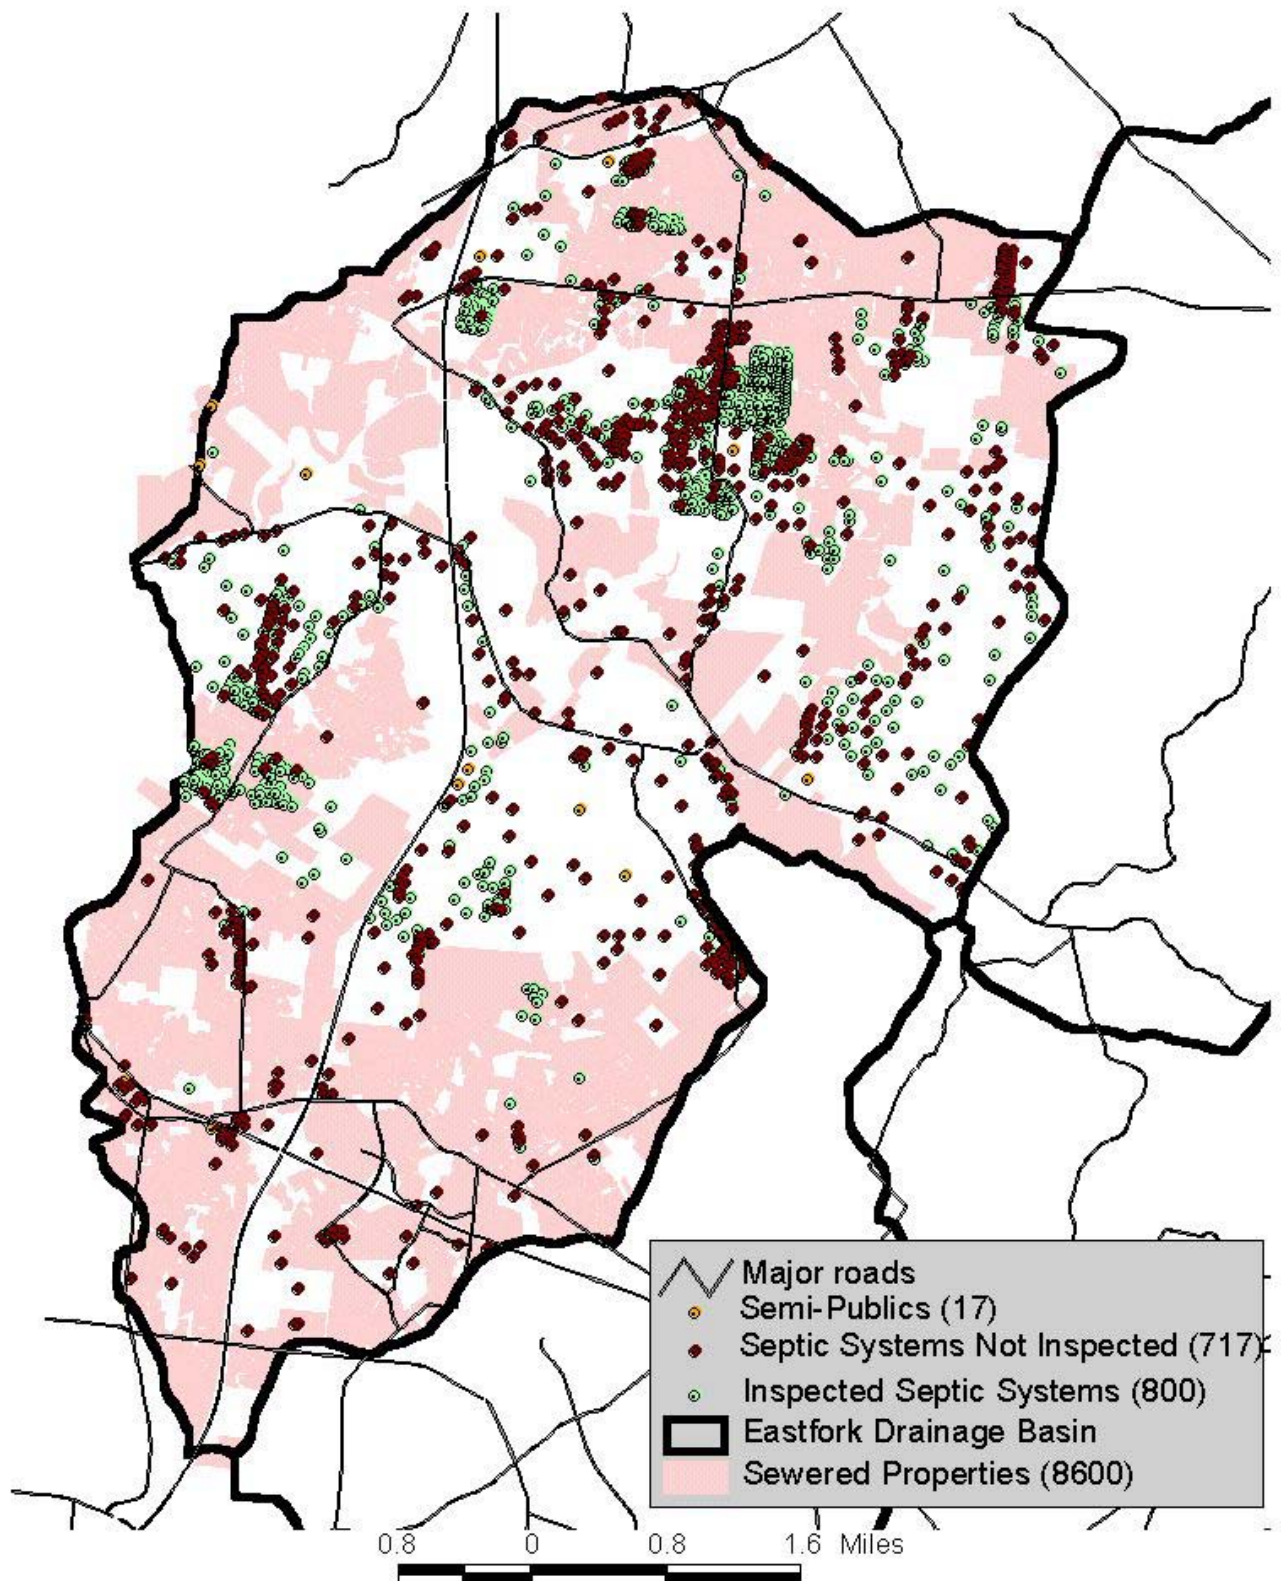 Major roads
Semi-Publics (17)
Septic Systems Not Inspected (717)
Inspected Septic Systems (800)
Eastfork Drainage Basin
Sewered Properties (8600)
0.8 0 0.8 1.6 Miles